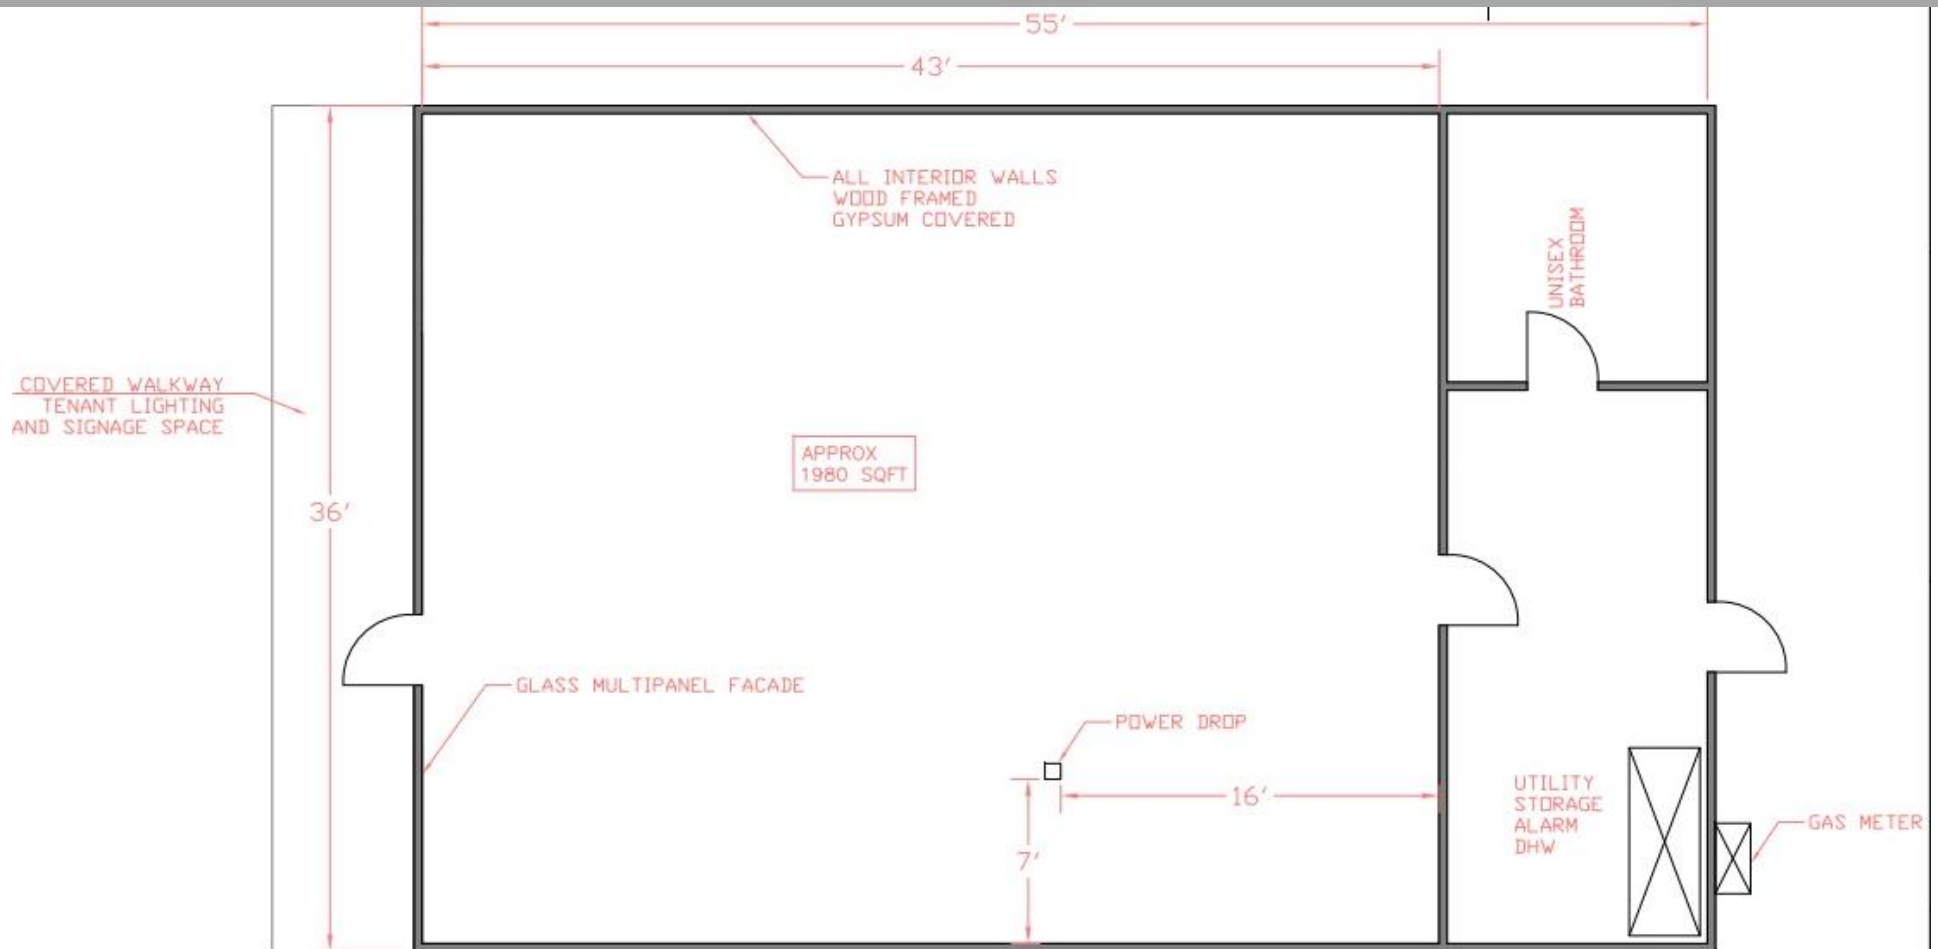 55'
43'
ALL INTERIOR WALLS
WOOD FRAMED
GYPSUM COVERED
UNISEX
BATHROOM
COVERED WALKWAY
TENANT LIGHTING
AND SIGNAGE SPACE
APPROX
1980 SQFT
36'
GLASS MULTIPANEL FACADE
POWER DROP
16'
7'
UTILITY
STORAGE
ALARM
DHW
GAS METER